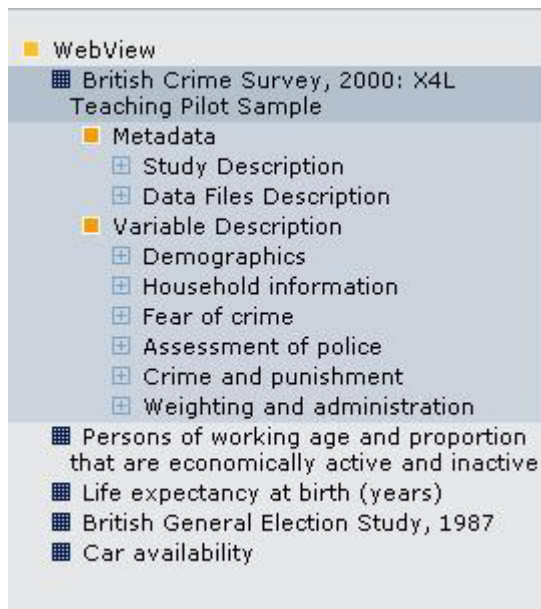 WebView
British Crime Survey, 2000: X4L
Teaching Pilot Sample
Metadata
Study Description
Data Files Description
Variable Description
Demographics
Household information
Fear of crime
Assessment of police
Crime and punishment
Weighting and administration
Persons of working age and proportion
that are economically active and inactive
Life expectancy at birth (years)
British General Election Study, 1987
Car availability